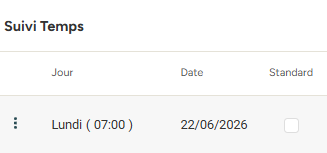 Suivi Temps
Jour Date Standard
Lundi ( 07:00 ) 22/06/2026